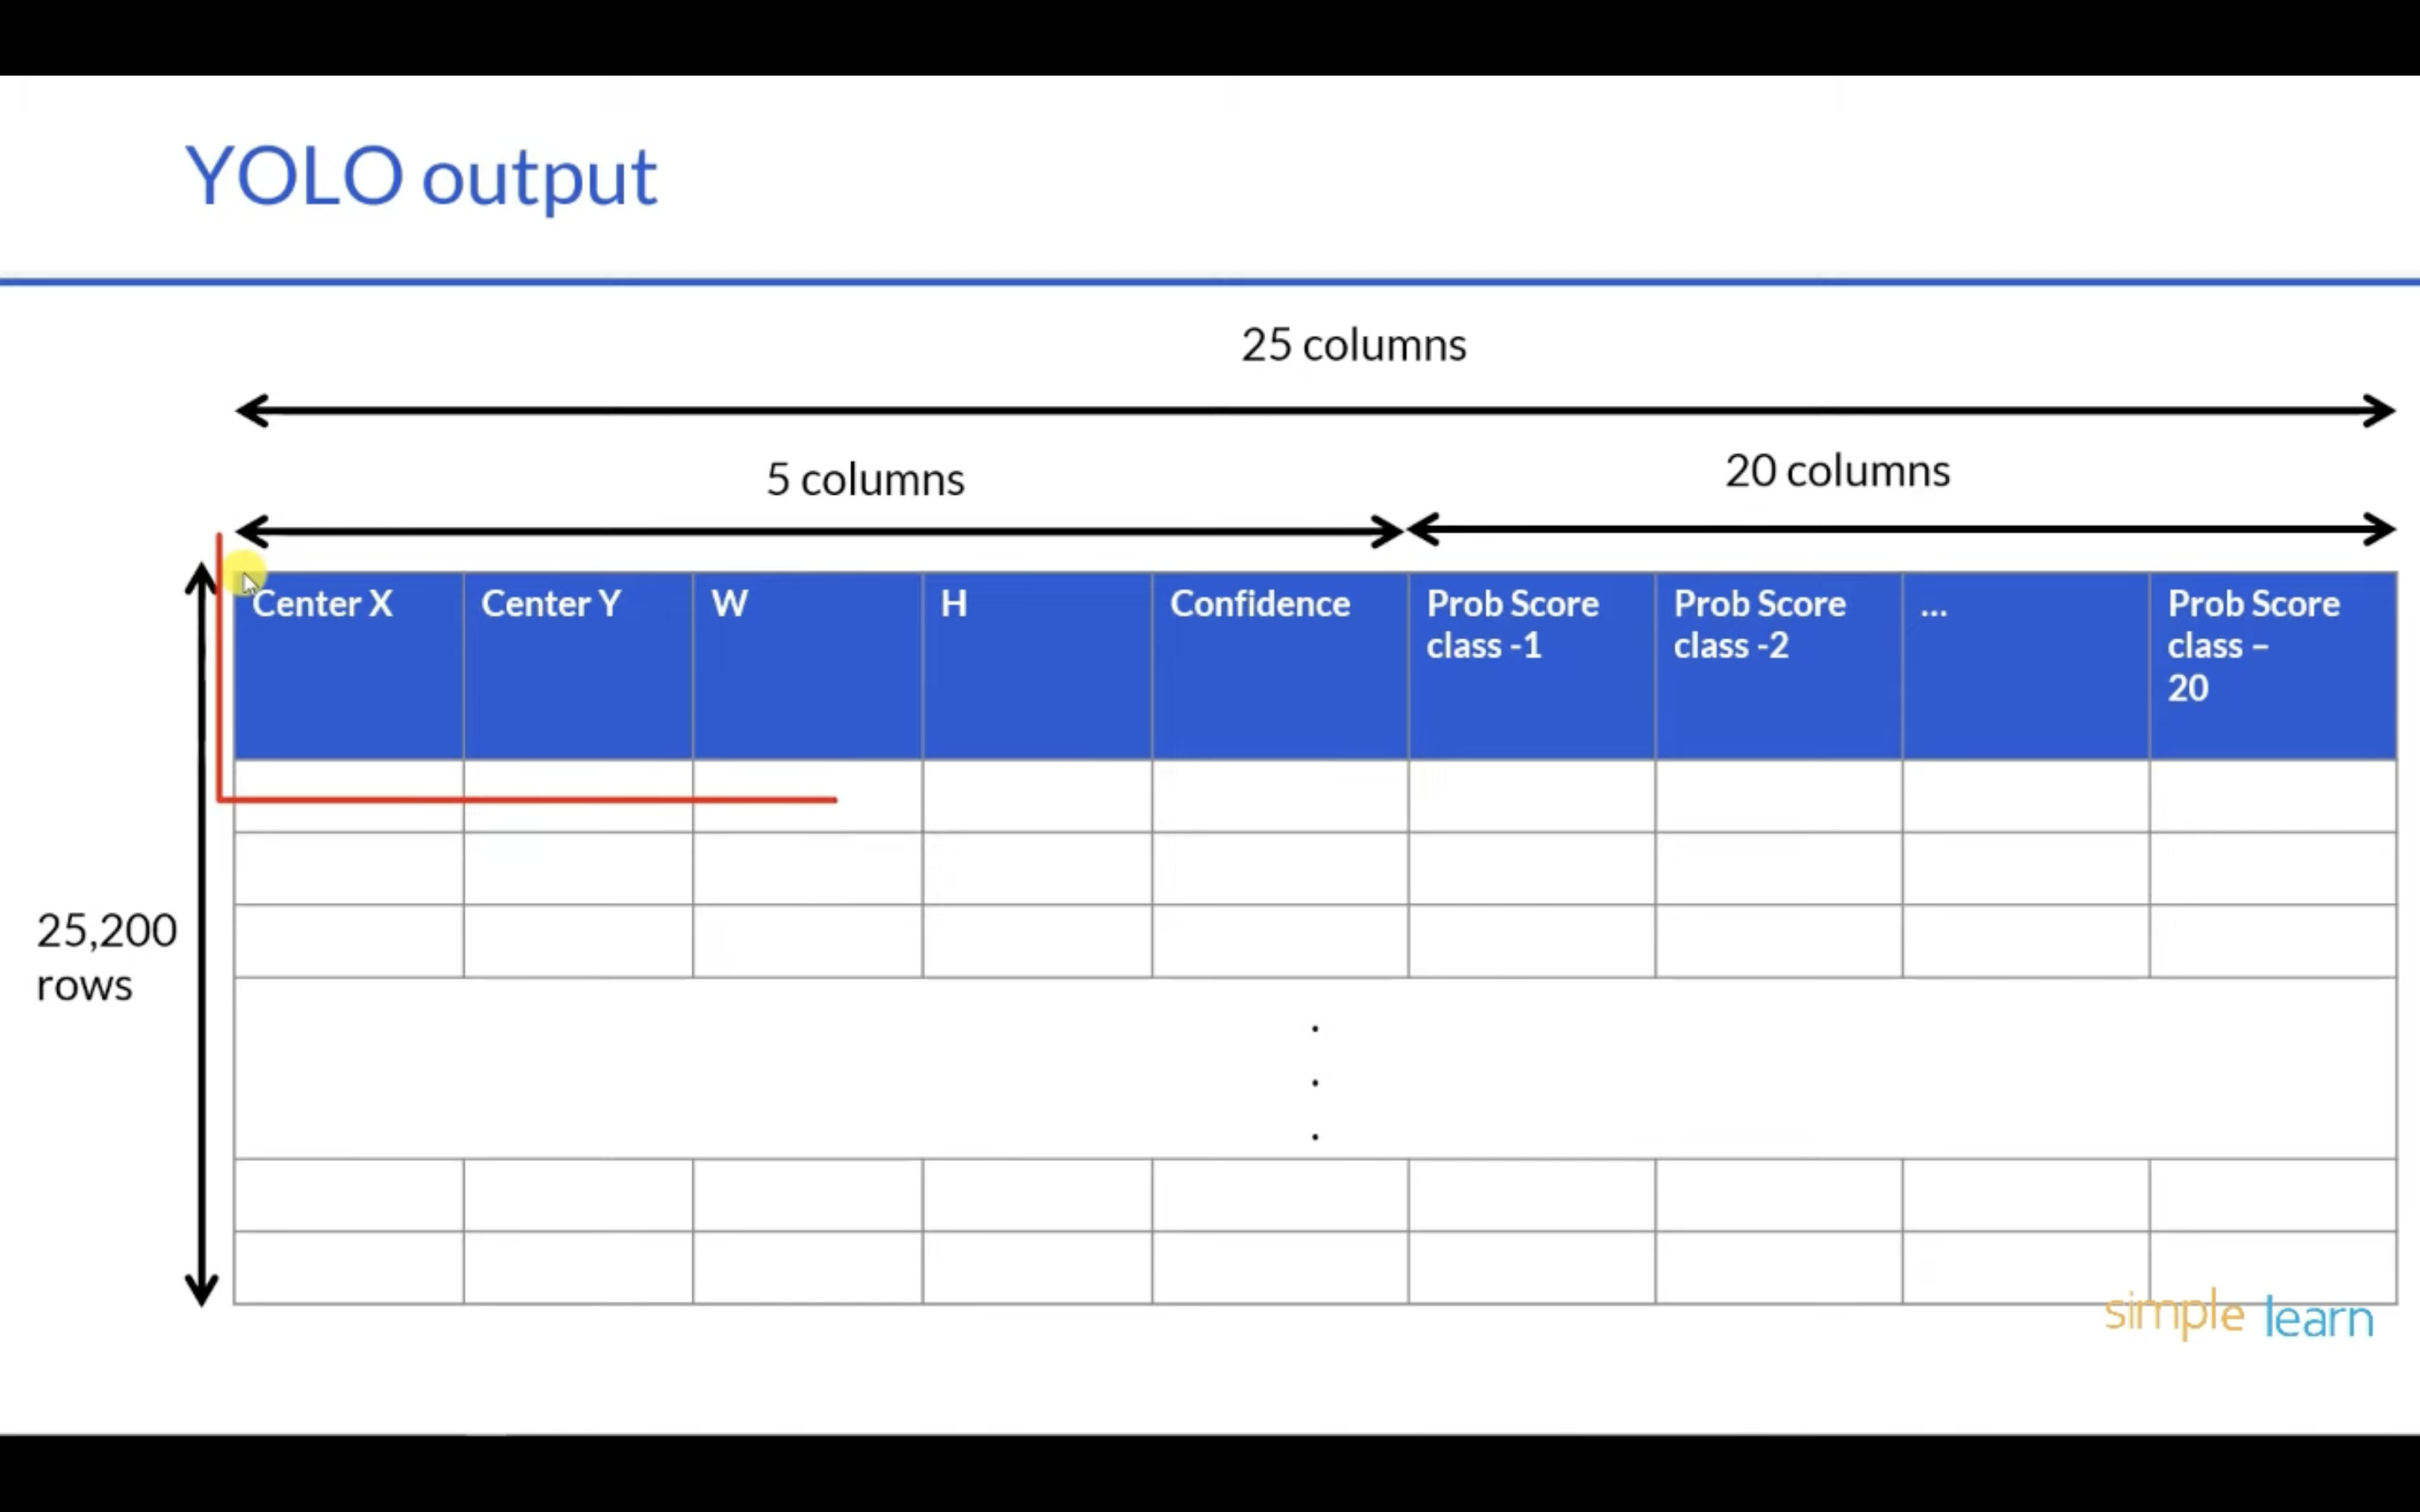 YOLO output
25 columns
5 columns
20 columns
Center X
Center Y
W
H
Confidence
Prob Score
class -1
Prob Score
class -2
...
Prob Score
class –
20
25,200
rows
.
.
.
simple learn